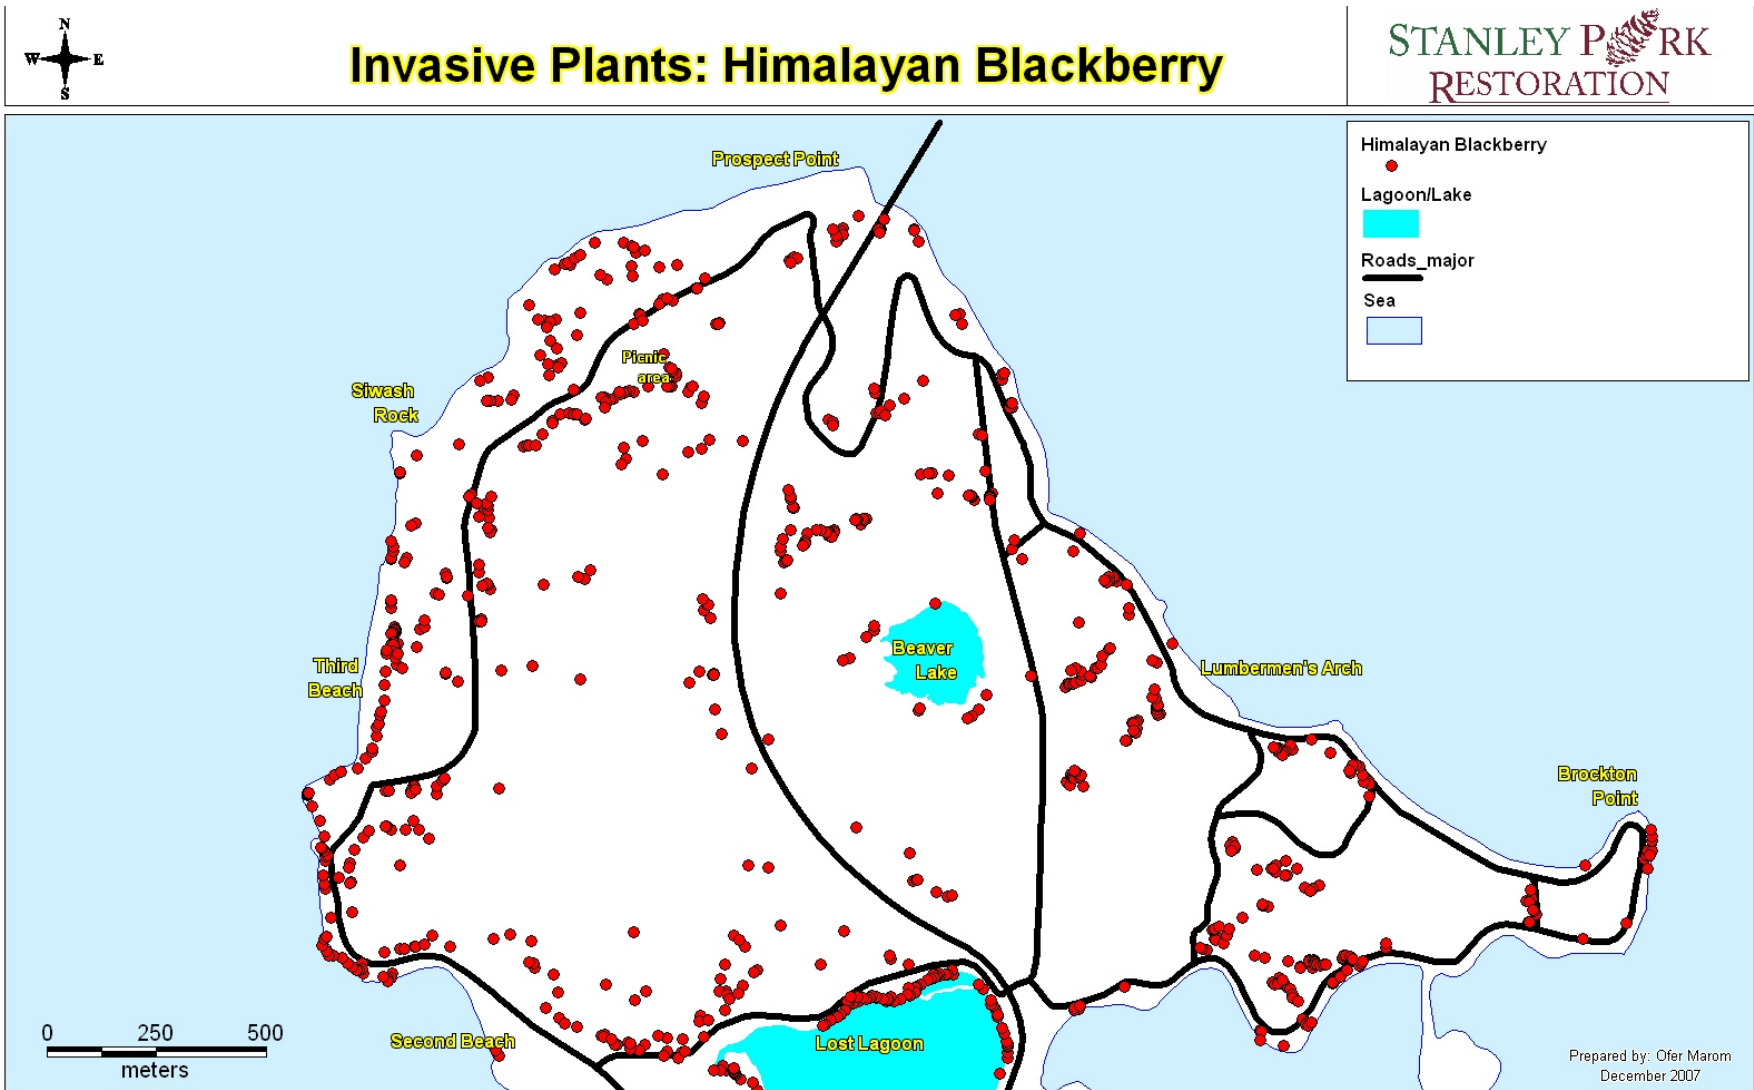 N
W E
S
Invasive Plants: Himalayan Blackberry
STANLEY PARK
RESTORATION
Himalayan Blackberry
Lagoon/Lake
Roads_major
Sea
Prospect Point
Picnic
area
Siwash
Rock
Third
Beach
Beaver
Lake
Lumbermen's Arch
Brockton
Point
Second Beach
Lost Lagoon
0 250 500
meters
Prepared by: Ofer Marom
December 2007